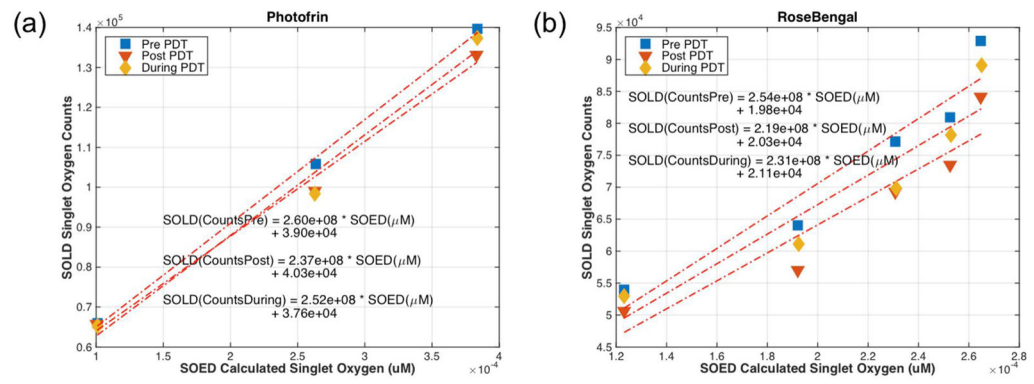 (a)
Photofrin
×10⁵
1.4
1.3
1.2
1.1
1
0.9
0.8
0.7
0.6
SOLD Singlet Oxygen Counts
Pre PDT
Post PDT
During PDT
SOLD(CountsPre) = 2.60e+08 * SOED(μM)
+ 3.90e+04
SOLD(CountsPost) = 2.37e+08 * SOED(μM)
+ 4.03e+04
SOLD(CountsDuring) = 2.52e+08 * SOED(μM)
+ 3.76e+04
1 1.5 2 2.5 3 3.5 4
SOED Calculated Singlet Oxygen (uM)
×10⁻⁴
(b)
RoseBengal
×10⁴
9.5
9
8.5
8
7.5
7
6.5
6
5.5
5
4.5
SOLD Singlet Oxygen Counts
Pre PDT
Post PDT
During PDT
SOLD(CountsPre) = 2.54e+08 * SOED(μM)
+ 1.98e+04
SOLD(CountsPost) = 2.19e+08 * SOED(μM)
+ 2.03e+04
SOLD(CountsDuring) = 2.31e+08 * SOED(μM)
+ 2.11e+04
1.2 1.4 1.6 1.8 2 2.2 2.4 2.6 2.8
SOED Calculated Singlet Oxygen (uM)
×10⁻⁴